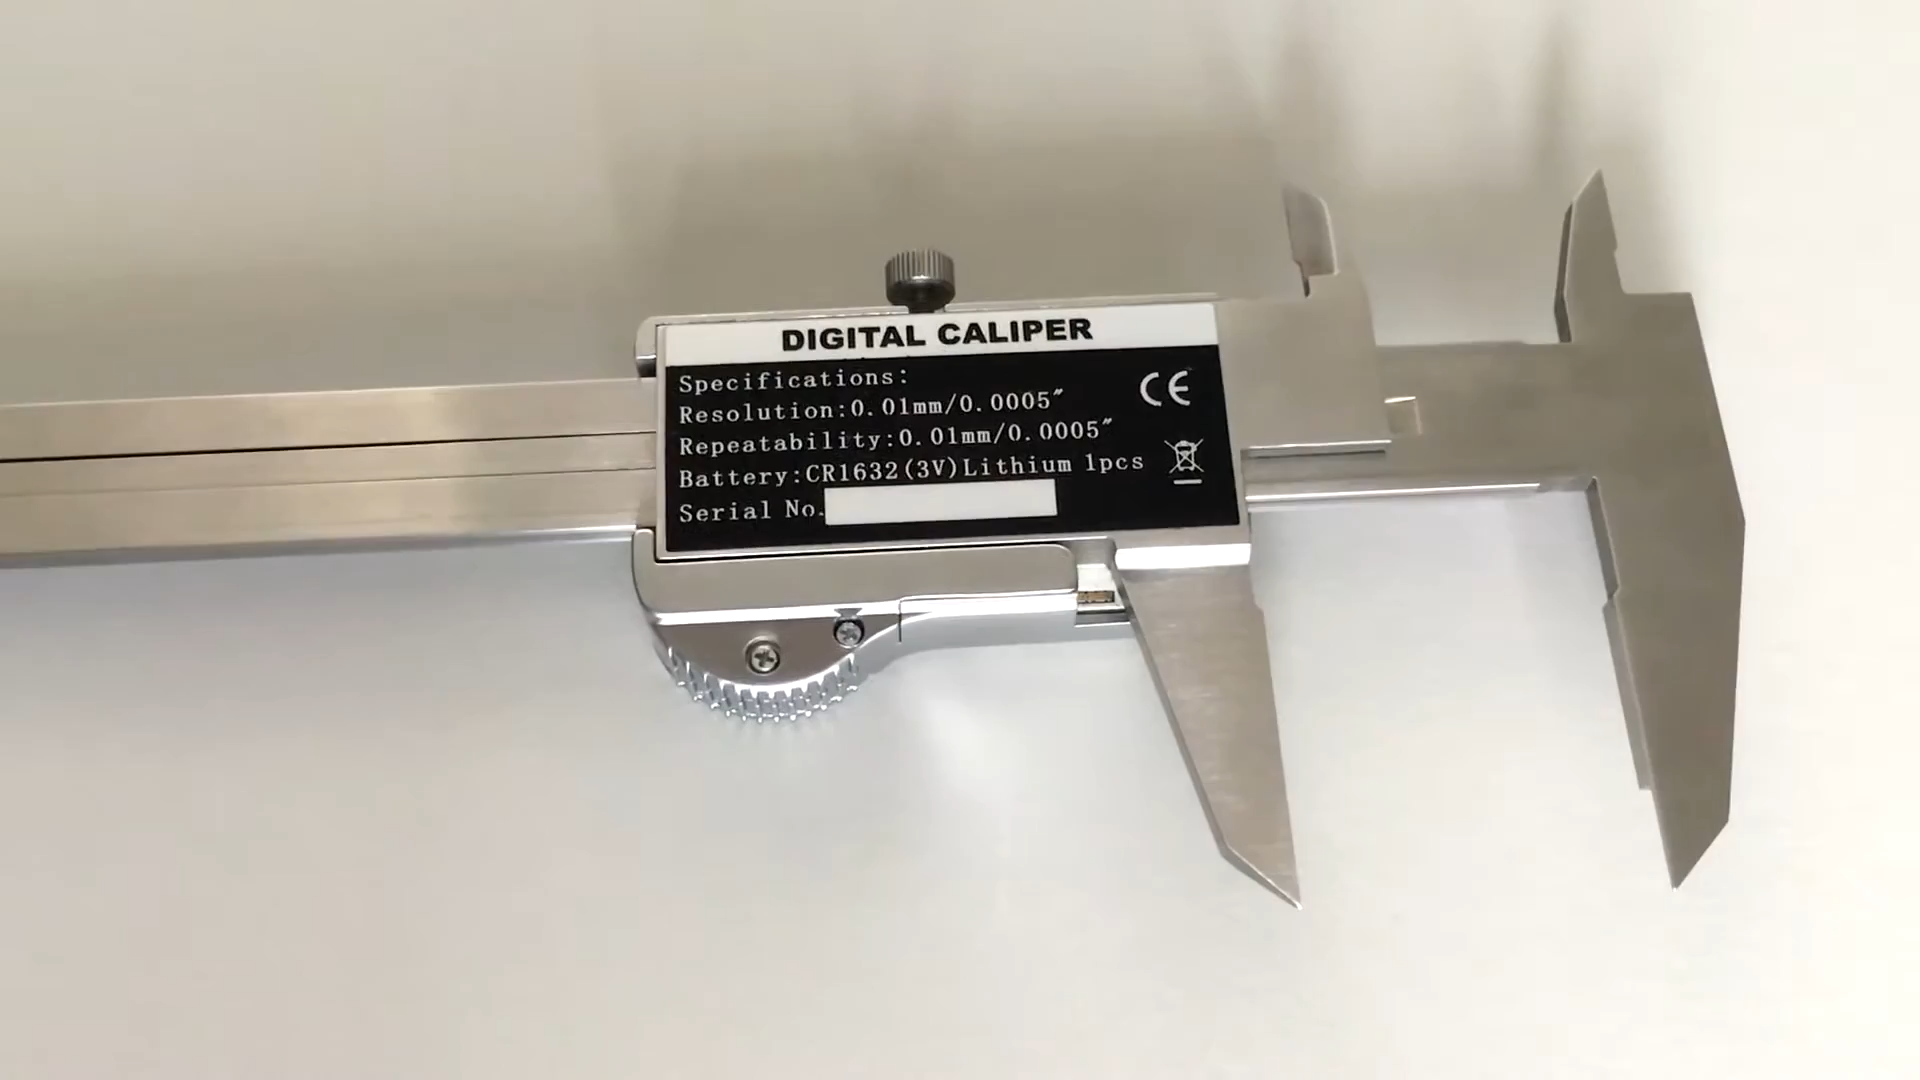 DIGITAL CALIPER
Specifications:
Resolution:0.01mm/0.0005″
Repeatability:0.01mm/0.0005″
Battery:CR1632(3V)Lithium 1pcs
Serial No.
CE